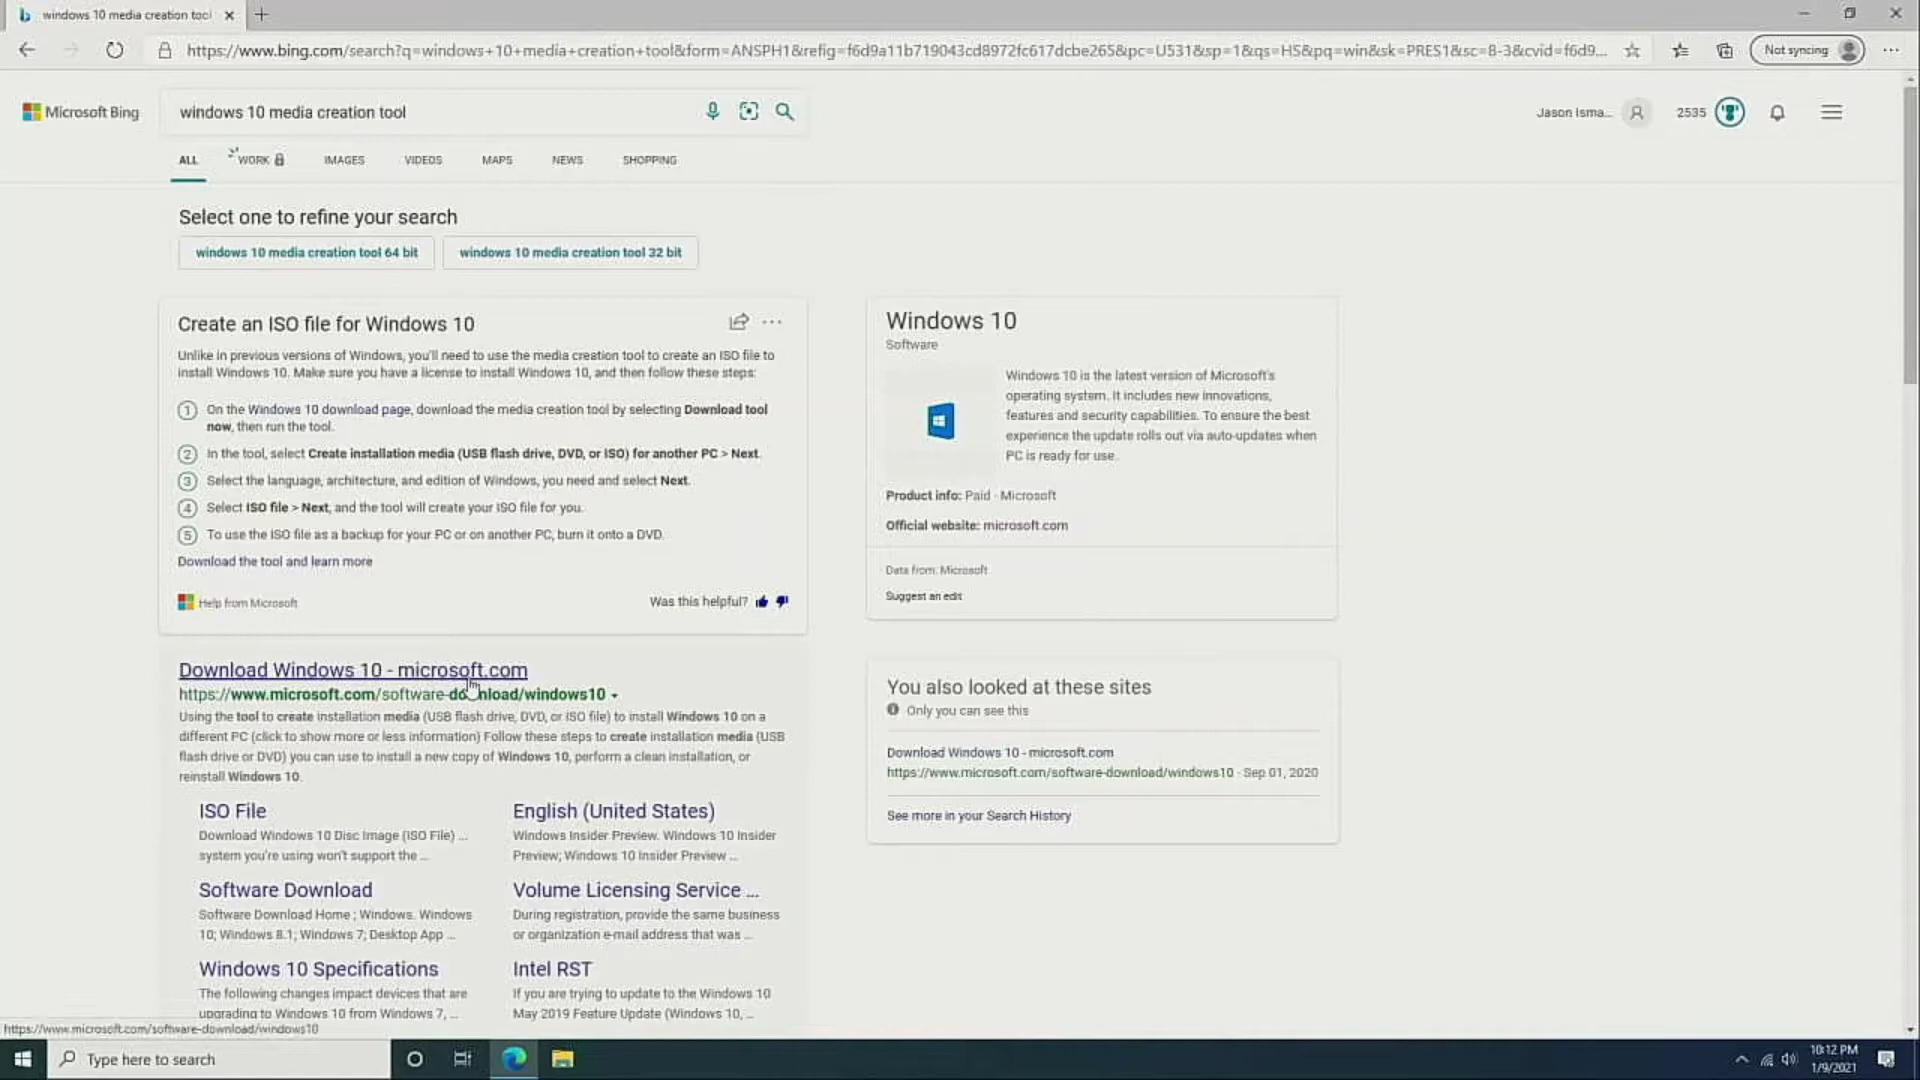 windows 10 media creation tool
https://www.bing.com/search?q=windows+10+media+creation+tool&form=ANSPH1&refig=f6d9a11b719043cd8972fc617dcbe265&pc=U531&sp=1&qs=HS&pq=win&sk=PRES1&sc=8-3&cvid=f6d9...
Not syncing
Microsoft Bing
windows 10 media creation tool
Jason Isma...
2535
ALL
WORK
IMAGES
VIDEOS
MAPS
NEWS
SHOPPING
Select one to refine your search
windows 10 media creation tool 64 bit
windows 10 media creation tool 32 bit
Create an ISO file for Windows 10
Unlike in previous versions of Windows, you'll need to use the media creation tool to create an ISO file to
install Windows 10. Make sure you have a license to install Windows 10, and then follow these steps:
1 On the Windows 10 download page, download the media creation tool by selecting Download tool
now, then run the tool.
2 In the tool, select Create installation media (USB flash drive, DVD, or ISO) for another PC > Next.
3 Select the language, architecture, and edition of Windows, you need and select Next.
4 Select ISO file > Next, and the tool will create your ISO file for you.
5 To use the ISO file as a backup for your PC or on another PC, burn it onto a DVD.
Download the tool and learn more
Help from Microsoft
Was this helpful?
Windows 10
Software
Windows 10 is the latest version of Microsoft's
operating system. It includes new innovations,
features and security capabilities. To ensure the best
experience the update rolls out via auto-updates when
PC is ready for use.
Product info: Paid · Microsoft
Official website: microsoft.com
Data from: Microsoft
Suggest an edit
Download Windows 10 - microsoft.com
https://www.microsoft.com/software-download/windows10
Using the tool to create installation media (USB flash drive, DVD, or ISO file) to install Windows 10 on a
different PC (click to show more or less information) Follow these steps to create installation media (USB
flash drive or DVD) you can use to install a new copy of Windows 10, perform a clean installation, or
reinstall Windows 10.
ISO File
Download Windows 10 Disc Image (ISO File) ...
system you're using won't support the ...
English (United States)
Windows Insider Preview. Windows 10 Insider
Preview; Windows 10 Insider Preview ...
Software Download
Software Download Home ; Windows. Windows
10; Windows 8.1; Windows 7; Desktop App ...
Volume Licensing Service ...
During registration, provide the same business
or organization e-mail address that was ...
Windows 10 Specifications
The following changes impact devices that are
upgrading to Windows 10 from Windows 7, ...
Intel RST
If you are trying to update to the Windows 10
May 2019 Feature Update (Windows 10, ...
You also looked at these sites
Only you can see this
Download Windows 10 - microsoft.com
https://www.microsoft.com/software-download/windows10 · Sep 01, 2020
See more in your Search History
https://www.microsoft.com/software-download/windows10
Type here to search
10:12 PM
1/9/2021